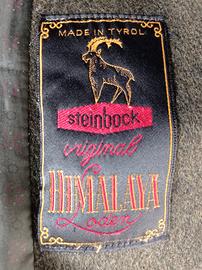 MADE IN TYROL
steinbock
original
HIMALAYA
Loden